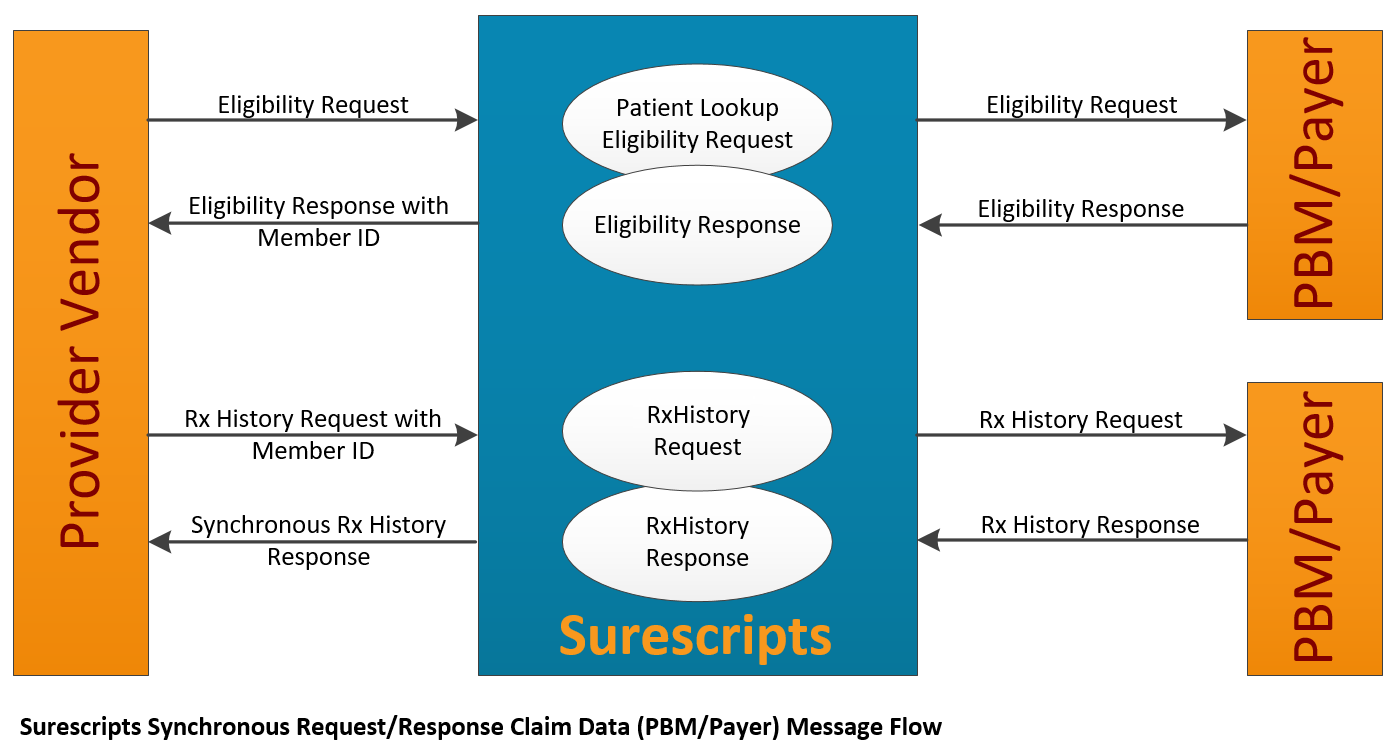 Provider Vendor
Eligibility Request
Eligibility Response with
Member ID
Rx History Request with
Member ID
Synchronous Rx History
Response
Patient Lookup
Eligibility Request
Eligibility Response
RxHistory
Request
RxHistory
Response
Surescripts
Eligibility Request
Eligibility Response
Rx History Request
Rx History Response
PBM/Payer
PBM/Payer
Surescripts Synchronous Request/Response Claim Data (PBM/Payer) Message Flow